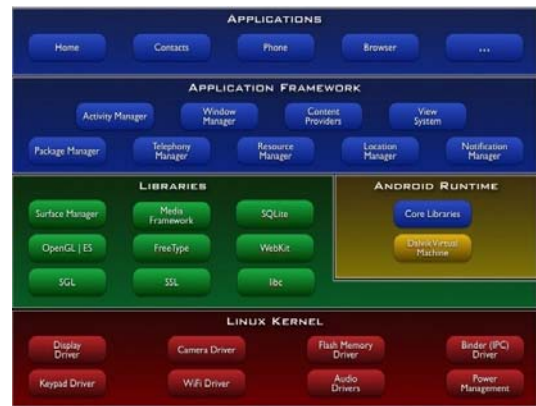 APPLICATIONS
Home Contacts Phone Browser ...
APPLICATION FRAMEWORK
Activity Manager Window Manager Content Providers View System
Package Manager Telephony Manager Resource Manager Location Manager Notification Manager
LIBRARIES
Surface Manager Media Framework SQLite
OpenGL | ES FreeType WebKit
SGL SSL libc
ANDROID RUNTIME
Core Libraries
Dalvik Virtual Machine
LINUX KERNEL
Display Driver Camera Driver Flash Memory Driver Binder (IPC) Driver
Keypad Driver WiFi Driver Audio Drivers Power Management